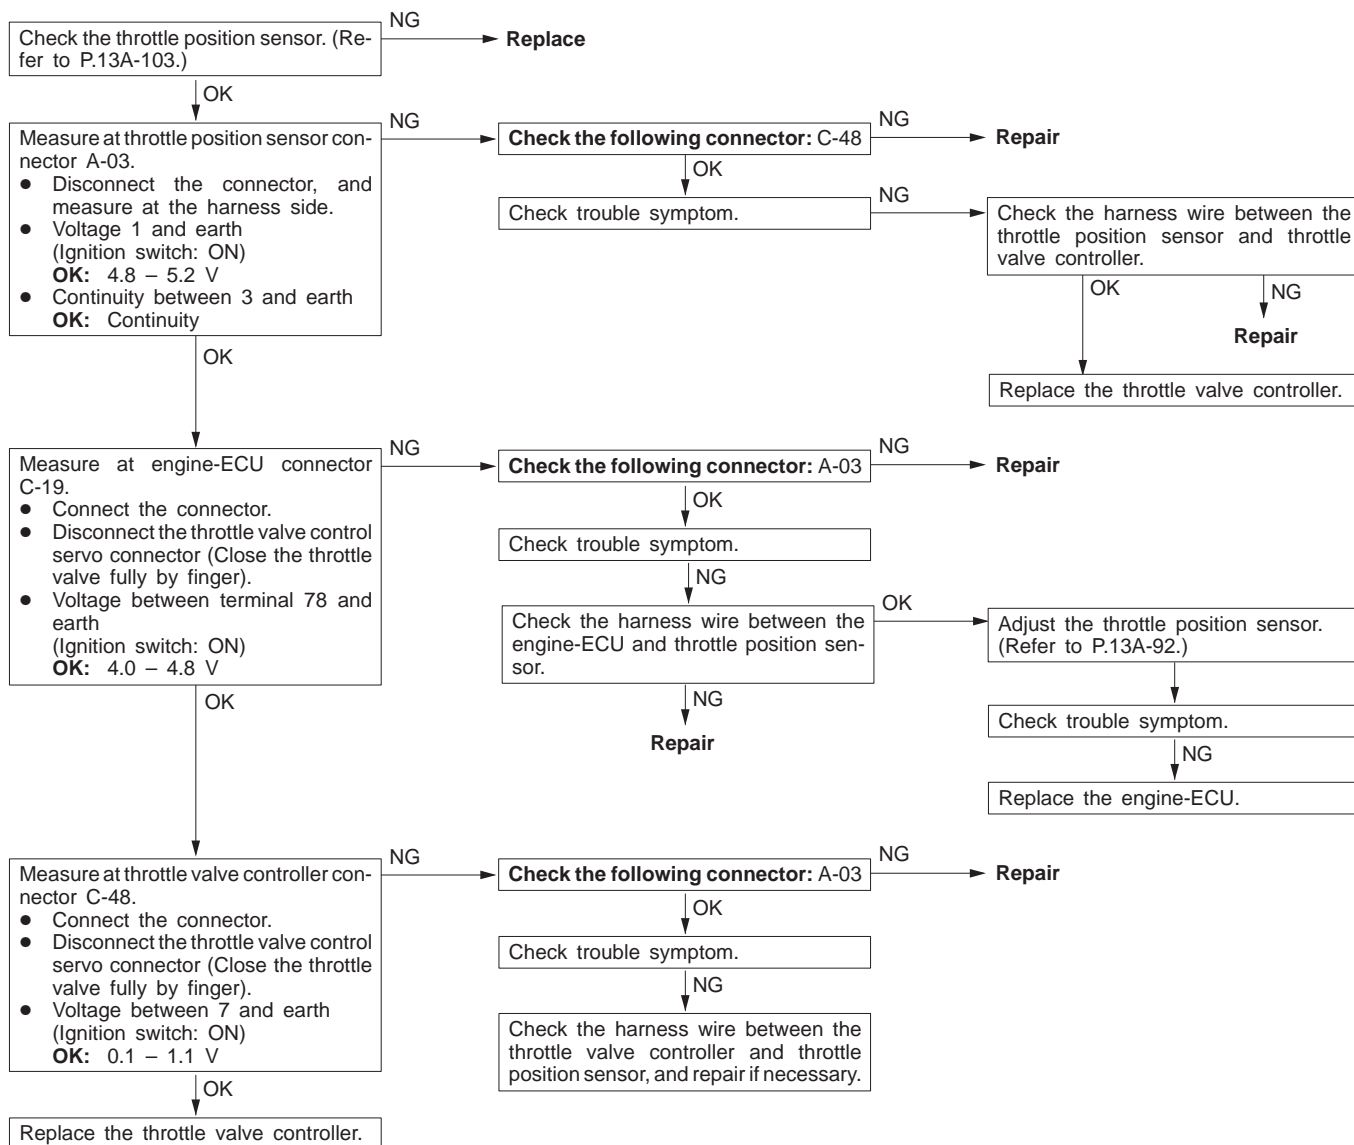 Check the throttle position sensor. (Re-
fer to P.13A-103.)
NG
Replace
OK
Measure at throttle position sensor con-
nector A-03.
● Disconnect the connector, and
measure at the harness side.
● Voltage 1 and earth
(Ignition switch: ON)
OK: 4.8 – 5.2 V
● Continuity between 3 and earth
OK: Continuity
NG
Check the following connector: C-48
NG
Repair
OK
Check trouble symptom.
NG
Check the harness wire between the
throttle position sensor and throttle
valve controller.
OK
NG
Repair
Replace the throttle valve controller.
OK
Measure at engine-ECU connector
C-19.
● Connect the connector.
● Disconnect the throttle valve control
servo connector (Close the throttle
valve fully by finger).
● Voltage between terminal 78 and
earth
(Ignition switch: ON)
OK: 4.0 – 4.8 V
NG
Check the following connector: A-03
NG
Repair
OK
Check trouble symptom.
NG
Check the harness wire between the
engine-ECU and throttle position sen-
sor.
OK
Adjust the throttle position sensor.
(Refer to P.13A-92.)
NG
Repair
Check trouble symptom.
NG
Replace the engine-ECU.
OK
Measure at throttle valve controller con-
nector C-48.
● Connect the connector.
● Disconnect the throttle valve control
servo connector (Close the throttle
valve fully by finger).
● Voltage between 7 and earth
(Ignition switch: ON)
OK: 0.1 – 1.1 V
NG
Check the following connector: A-03
NG
Repair
OK
Check trouble symptom.
NG
Check the harness wire between the
throttle valve controller and throttle
position sensor, and repair if necessary.
OK
Replace the throttle valve controller.